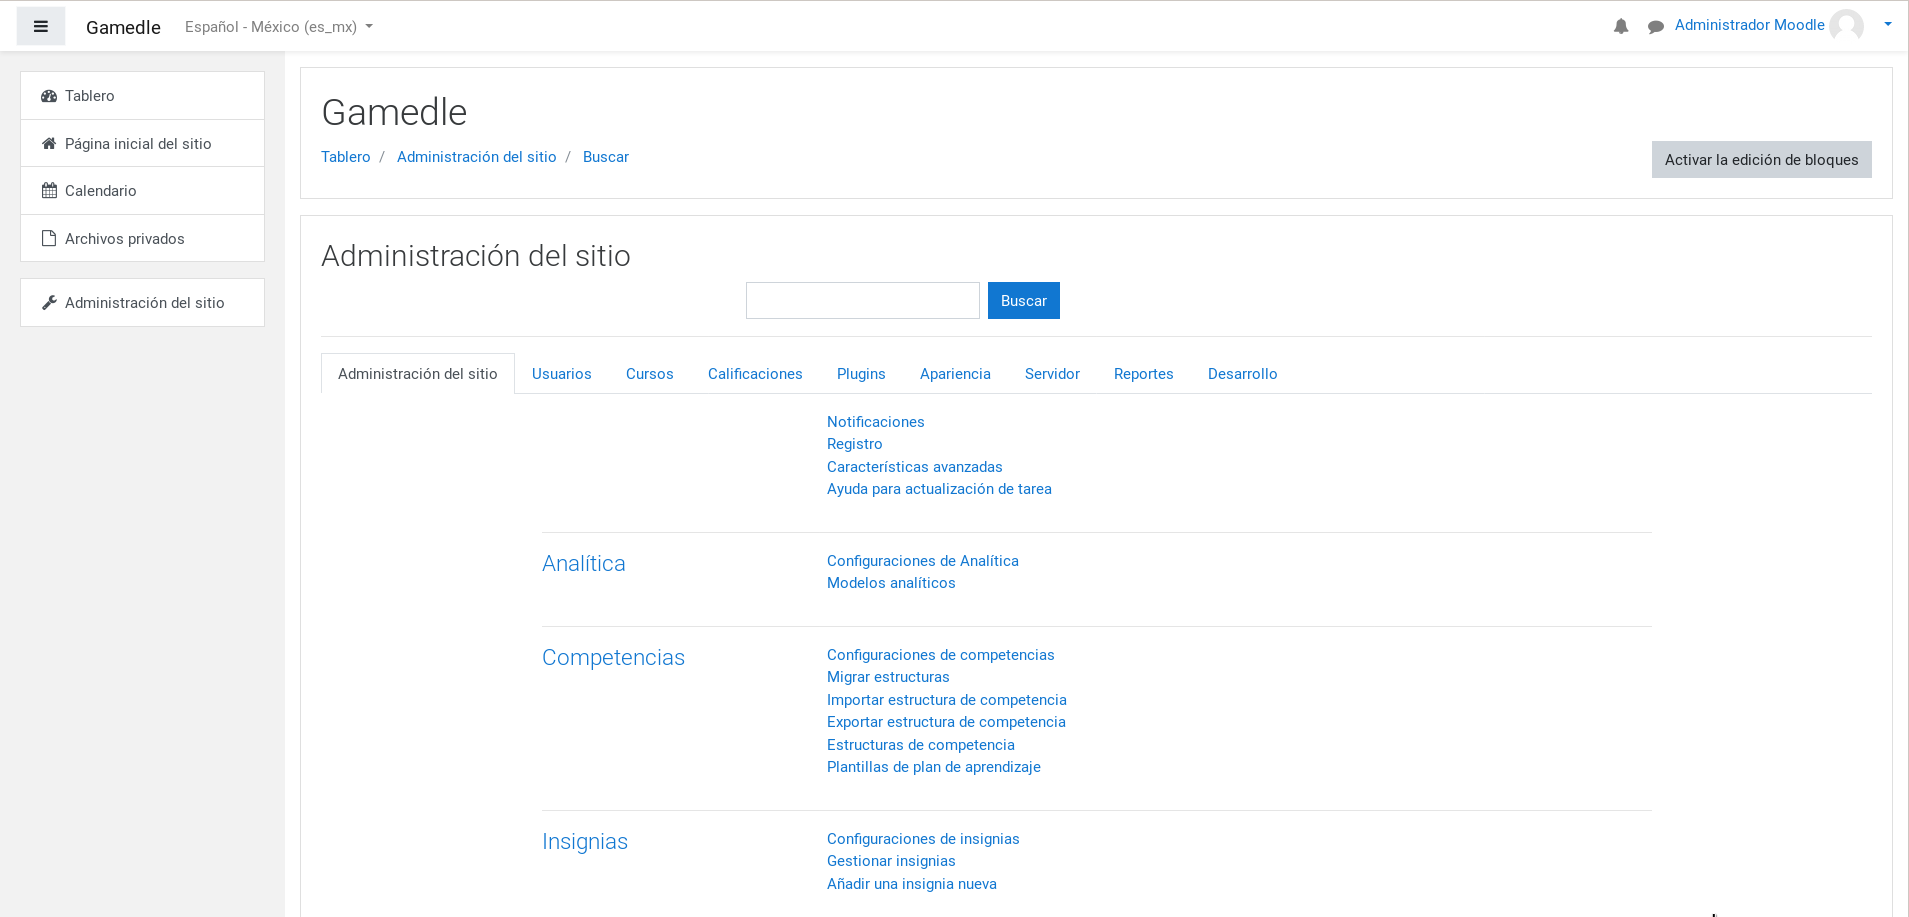 Gamedle Español - México (es_mx) Administrador Moodle
Tablero
Página inicial del sitio
Calendario
Archivos privados
Administración del sitio
Gamedle
Tablero / Administración del sitio / Buscar
Activar la edición de bloques
Administración del sitio
Buscar
Administración del sitio Usuarios Cursos Calificaciones Plugins Apariencia Servidor Reportes Desarrollo
Notificaciones
Registro
Características avanzadas
Ayuda para actualización de tarea
Analítica
Configuraciones de Analítica
Modelos analíticos
Competencias
Configuraciones de competencias
Migrar estructuras
Importar estructura de competencia
Exportar estructura de competencia
Estructuras de competencia
Plantillas de plan de aprendizaje
Insignias
Configuraciones de insignias
Gestionar insignias
Añadir una insignia nueva